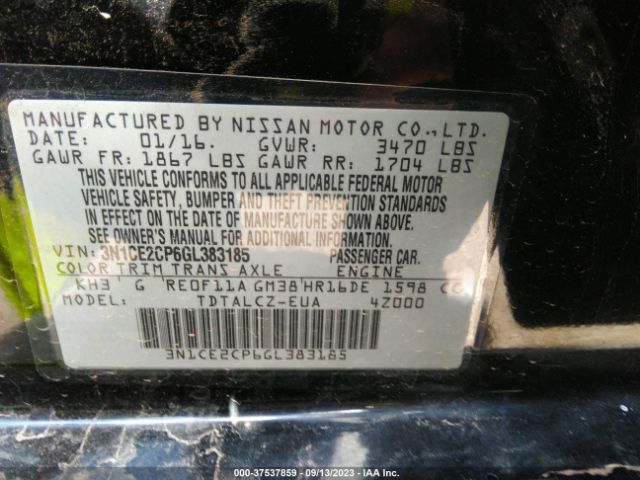 MANUFACTURED BY NISSAN MOTOR CO.,LTD.
DATE: 01/16. GVWR: 3470 LBS
GAWR FR: 1867 LBS GAWR RR: 1704 LBS
THIS VEHICLE CONFORMS TO ALL APPLICABLE FEDERAL MOTOR
VEHICLE SAFETY, BUMPER AND THEFT PREVENTION STANDARDS
IN EFFECT ON THE DATE OF MANUFACTURE SHOWN ABOVE.
SEE OWNER'S MANUAL FOR ADDITIONAL INFORMATION.
VIN: 3N1CE2CP6GL383185 PASSENGER CAR.
COLOR TRIM TRANS AXLE ENGINE
KH3 G RE0F11A GM38 HR16DE 1598 CC
MODEL: TDTALCZ-EUA 4Z000
3N1CE2CP6GL383185
000-37537859 - 09/13/2023 - IAA Inc.